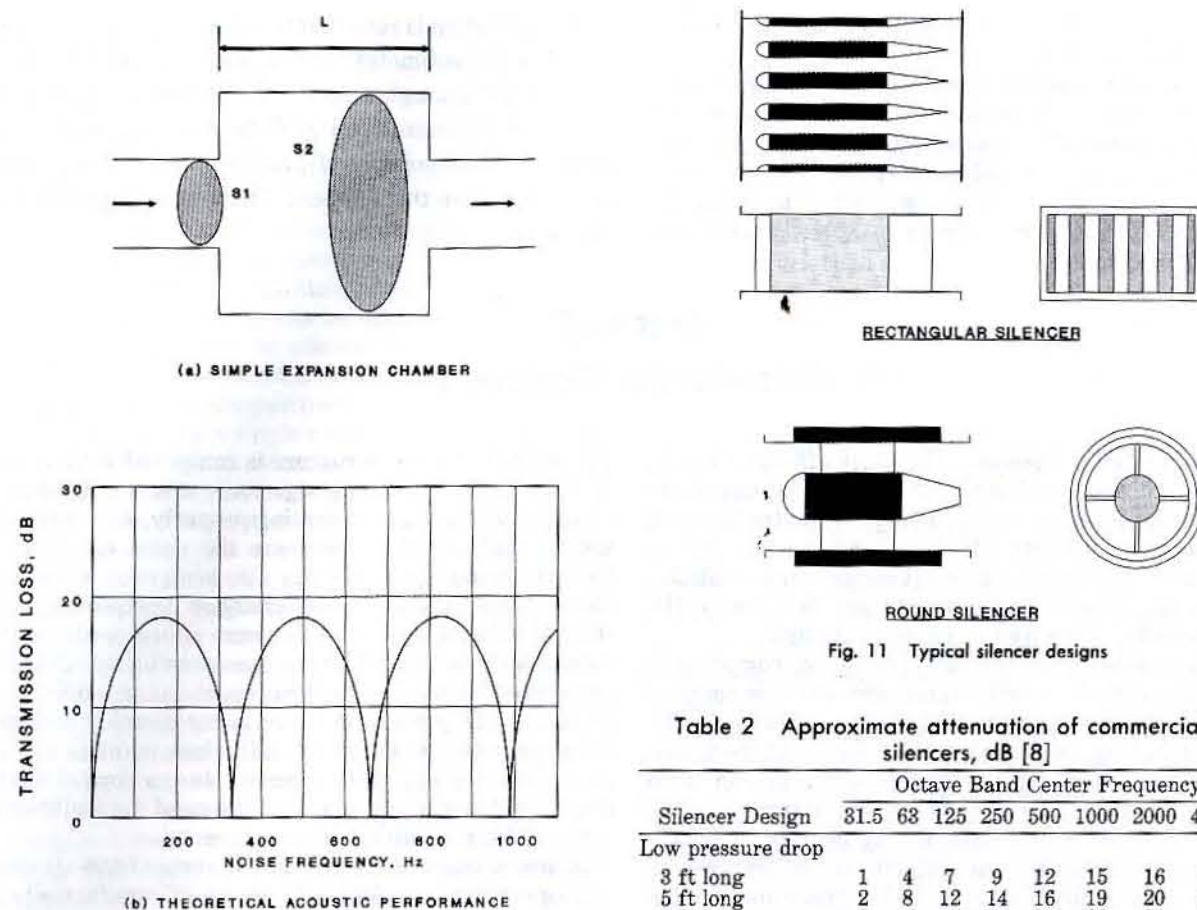 L
S2
S1
(a) SIMPLE EXPANSION CHAMBER
TRANSMISSION LOSS, dB
30
20
10
0
200 400 600 800 1000
NOISE FREQUENCY, Hz
(b) THEORETICAL ACOUSTIC PERFORMANCE
RECTANGULAR SILENCER
ROUND SILENCER
Fig. 11 Typical silencer designs
Table 2 Approximate attenuation of commercia
silencers, dB [8]
Octave Band Center Frequency
Silencer Design 31.5 63 125 250 500 1000 2000 4
Low pressure drop
3 ft long 1 4 7 9 12 15 16
5 ft long 2 8 12 14 16 19 20